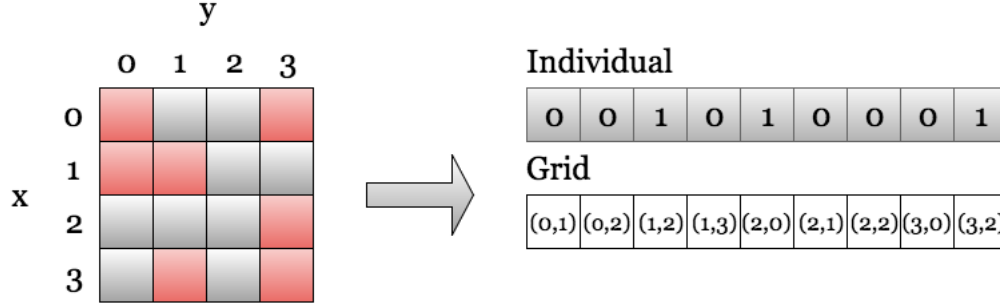 y
0 1 2 3
0
1
x
2
3
Individual
0 0 1 0 1 0 0 0 1
Grid
(0,1) (0,2) (1,2) (1,3) (2,0) (2,1) (2,2) (3,0) (3,2)